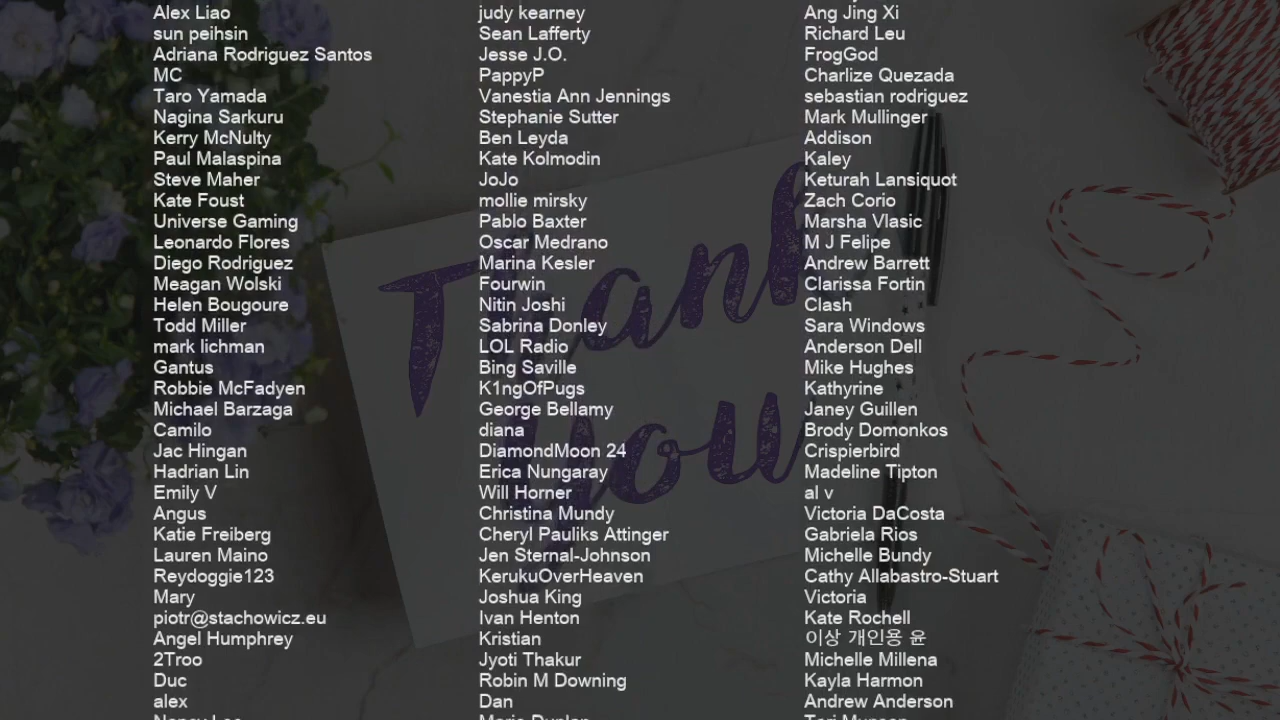 Alex Liao
sun peihsin
Adriana Rodriguez Santos
MC
Taro Yamada
Nagina Sarkuru
Kerry McNulty
Paul Malaspina
Steve Maher
Kate Foust
Universe Gaming
Leonardo Flores
Diego Rodriguez
Meagan Wolski
Helen Bougoure
Todd Miller
mark lichman
Gantus
Robbie McFadyen
Michael Barzaga
Camilo
Jac Hingan
Hadrian Lin
Emily V
Angus
Katie Freiberg
Lauren Maino
Reydoggie123
Mary
piotr@stachowicz.eu
Angel Humphrey
2Troo
Duc
alex
judy kearney
Sean Lafferty
Jesse J.O.
PappyP
Vanestia Ann Jennings
Stephanie Sutter
Ben Leyda
Kate Kolmodin
JoJo
mollie mirsky
Pablo Baxter
Oscar Medrano
Marina Kesler
Fourwin
Nitin Joshi
Sabrina Donley
LOL Radio
Bing Saville
K1ngOfPugs
George Bellamy
diana
DiamondMoon 24
Erica Nungaray
Will Horner
Christina Mundy
Cheryl Pauliks Attinger
Jen Sternal-Johnson
KerukuOverHeaven
Joshua King
Ivan Henton
Kristian
Jyoti Thakur
Robin M Downing
Dan
Ang Jing Xi
Richard Leu
FrogGod
Charlize Quezada
sebastian rodriguez
Mark Mullinger
Addison
Kaley
Keturah Lansiquot
Zach Corio
Marsha Vlasic
M J Felipe
Andrew Barrett
Clarissa Fortin
Clash
Sara Windows
Anderson Dell
Mike Hughes
Kathyrine
Janey Guillen
Brody Domonkos
Crispierbird
Madeline Tipton
al v
Victoria DaCosta
Gabriela Rios
Michelle Bundy
Cathy Allabastro-Stuart
Victoria
Kate Rochell
이상 개인용 윤
Michelle Millena
Kayla Harmon
Andrew Anderson
Thank
You